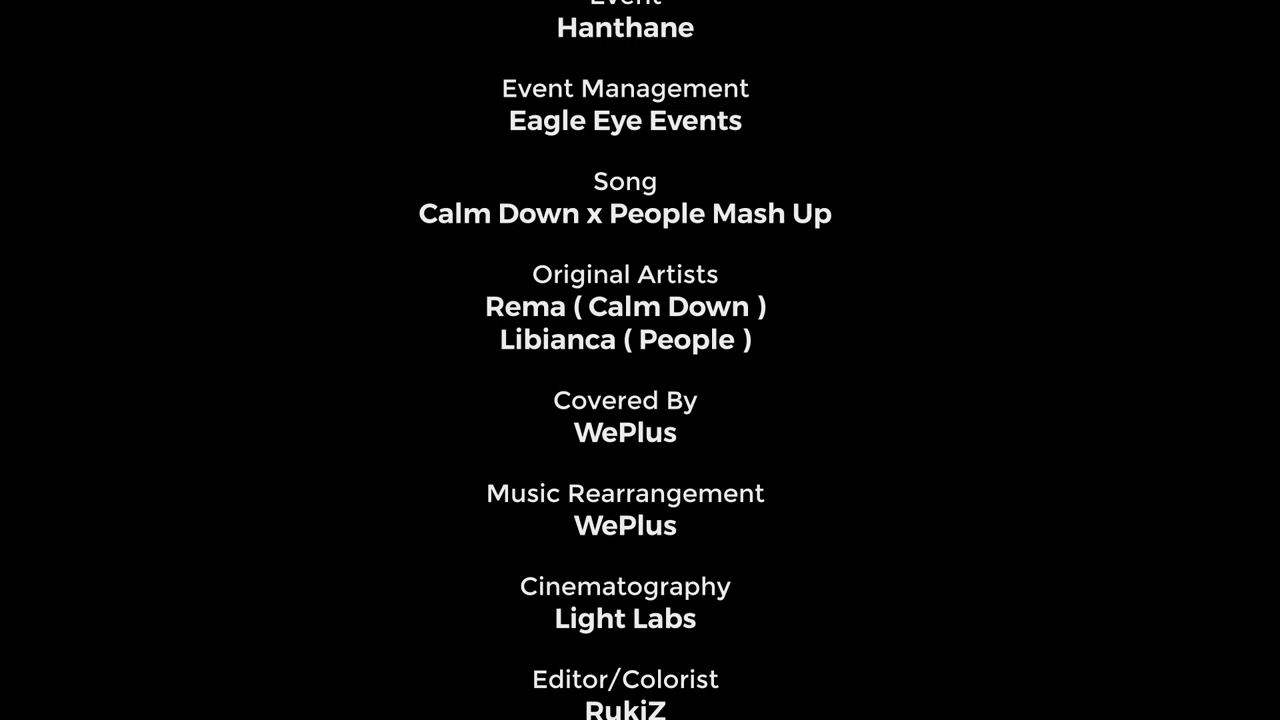 Event
Hanthane
Event Management
Eagle Eye Events
Song
Calm Down x People Mash Up
Original Artists
Rema ( Calm Down )
Libianca ( People )
Covered By
WePlus
Music Rearrangement
WePlus
Cinematography
Light Labs
Editor/Colorist
RukiZ